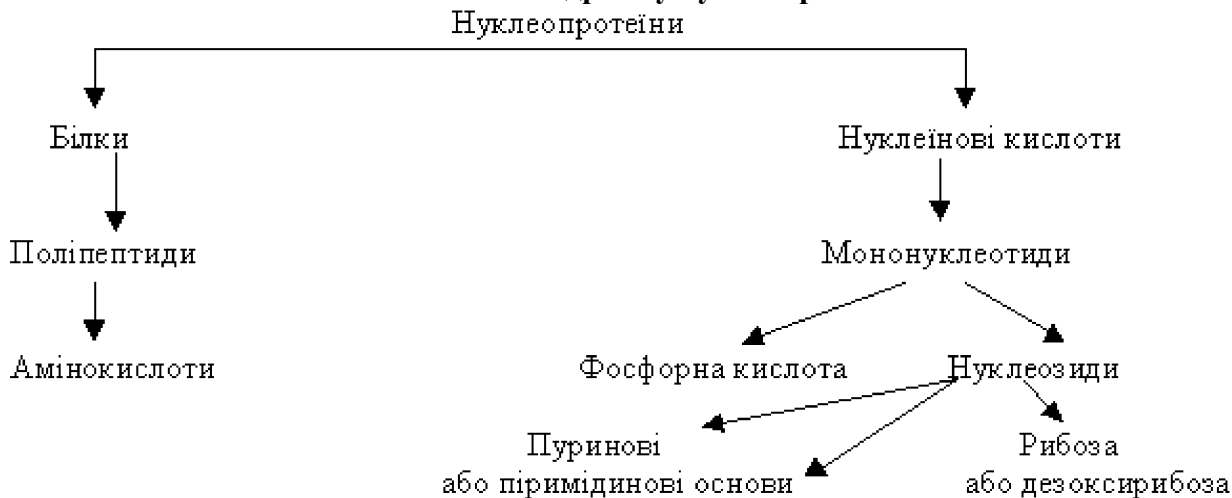 Нуклеопротеїни
Білки Нуклеїнові кислоти
Поліпептиди Мононуклеотиди
Амінокислоти Фосфорна кислота Нуклеозиди
Пуринові Рибоза
або піримідинові основи або дезоксирибоза